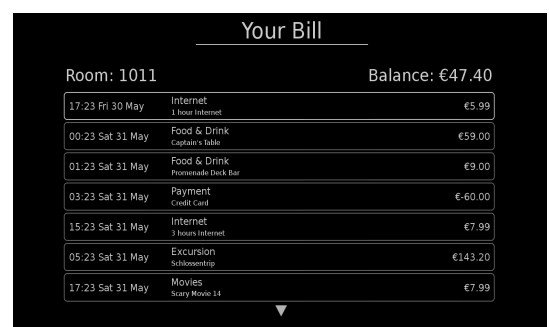 Your Bill
Room: 1011 Balance: €47.40
17:23 Fri 30 May Internet €5.99
1 hour Internet
00:23 Sat 31 May Food & Drink €59.00
Captain's Table
01:23 Sat 31 May Food & Drink €9.00
Promenade Deck Bar
03:23 Sat 31 May Payment €-60.00
Credit Card
15:23 Sat 31 May Internet €7.99
3 hours Internet
05:23 Sat 31 May Excursion €143.20
Schlossentrip
17:23 Sat 31 May Movies €7.99
Scary Movie 14